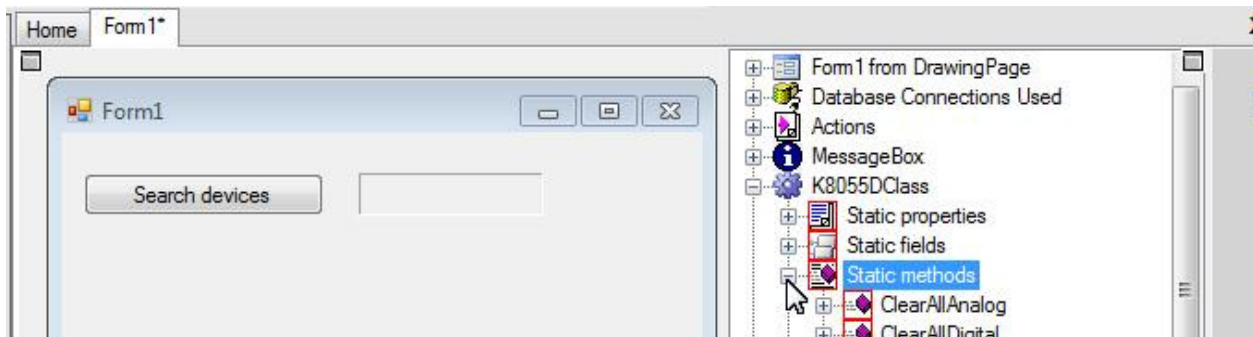 Home
Form1*
Form1
Search devices
Form1 from DrawingPage
Database Connections Used
Actions
MessageBox
K8055DClass
Static properties
Static fields
Static methods
ClearAllAnalog
ClearAllDigital